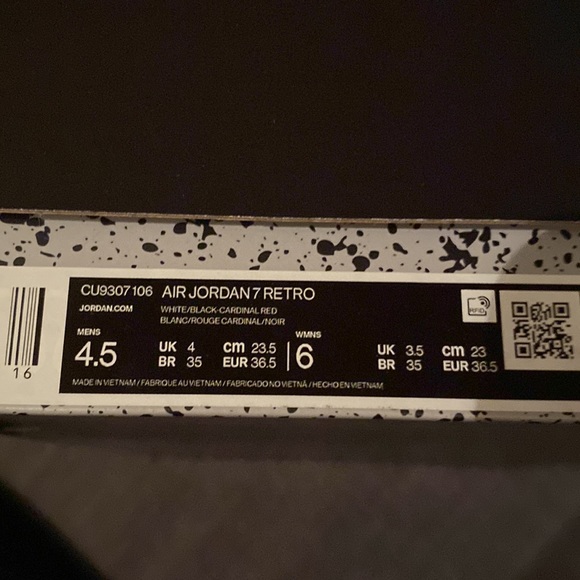 CU9307106 AIR JORDAN 7 RETRO
JORDAN.COM WHITE/BLACK-CARDINAL RED
BLANC/ROUGE CARDINAL/NOIR
RFID
MENS WMNS
4.5 UK 4 cm 23.5 6 UK 3.5 cm 23
BR 35 EUR 36.5 BR 35 EUR 36.5
16
MADE IN VIETNAM / FABRIQUE AU VIETNAM / FABRICADO NO VIETNÃ / HECHO EN VIETNAM